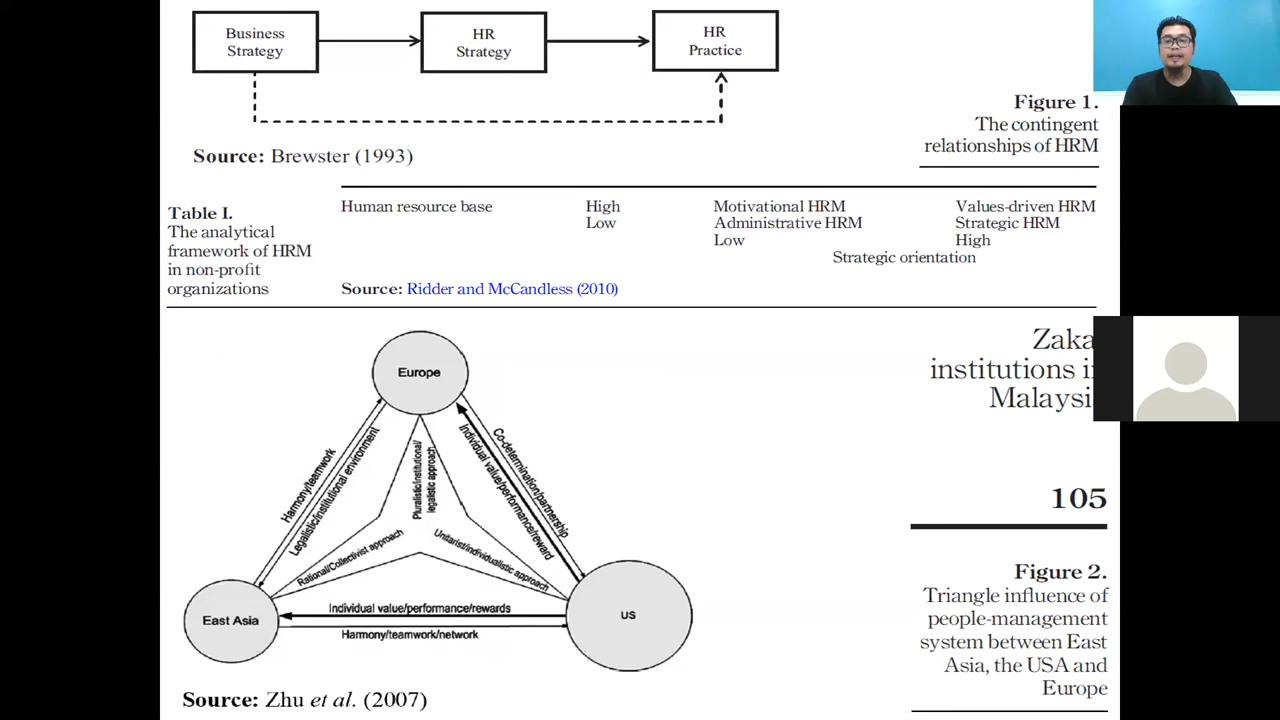 Business
Strategy
HR
Strategy
HR
Practice
Figure 1.
The contingent
relationships of HRM
Source: Brewster (1993)
Table I.
The analytical
framework of HRM
in non-profit
organizations
Human resource base High Motivational HRM Values-driven HRM
Low Administrative HRM Strategic HRM
Low High
Strategic orientation
Source: Ridder and McCandless (2010)
Zaka
institutions i
Malaysi
105
Europe
Harmony/teamwork
Legalistic/institutional environment
Pluralistic/institutional/
legalistic approach
Co-determination/partnership
Individual value/performance/reward
Rational/Collectivist approach
Unitarist/individualistic approach
East Asia
Individual value/performance/rewards
Harmony/teamwork/network
US
Figure 2.
Triangle influence of
people-management
system between East
Asia, the USA and
Europe
Source: Zhu et al. (2007)